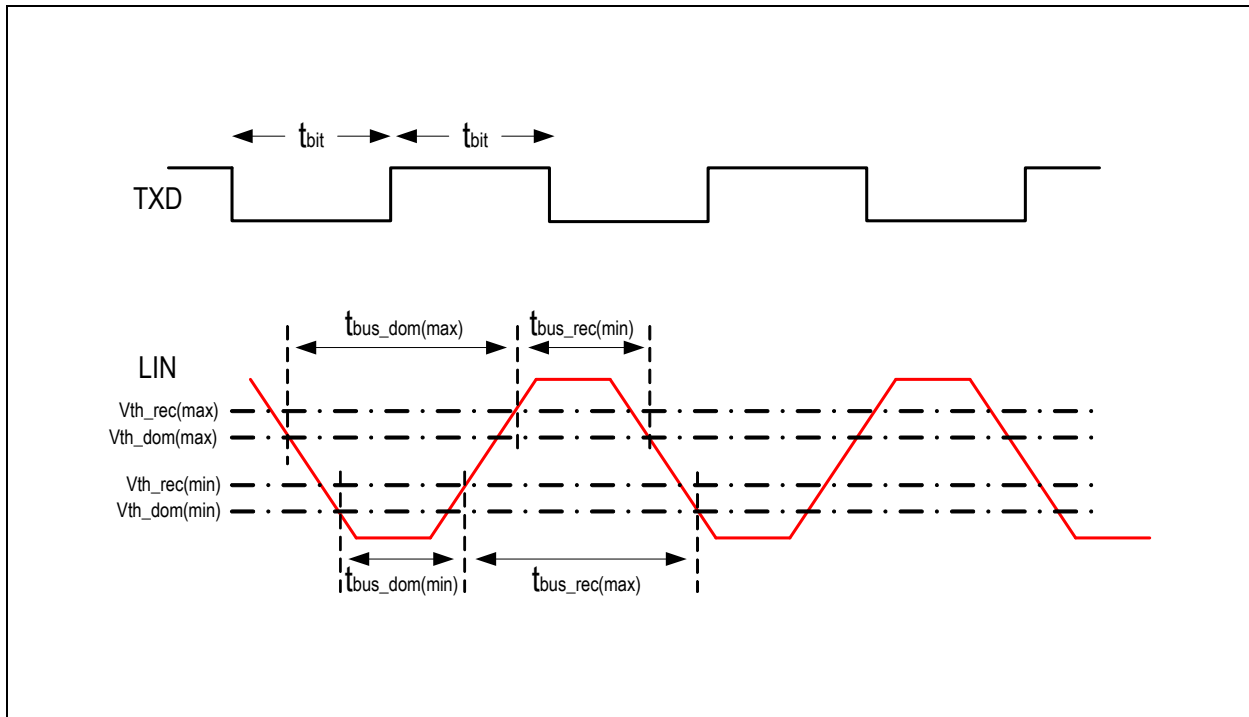 tbit
tbit
TXD
tbus_dom(max)
tbus_rec(min)
LIN
Vth_rec(max)
Vth_dom(max)
Vth_rec(min)
Vth_dom(min)
tbus_dom(min)
tbus_rec(max)